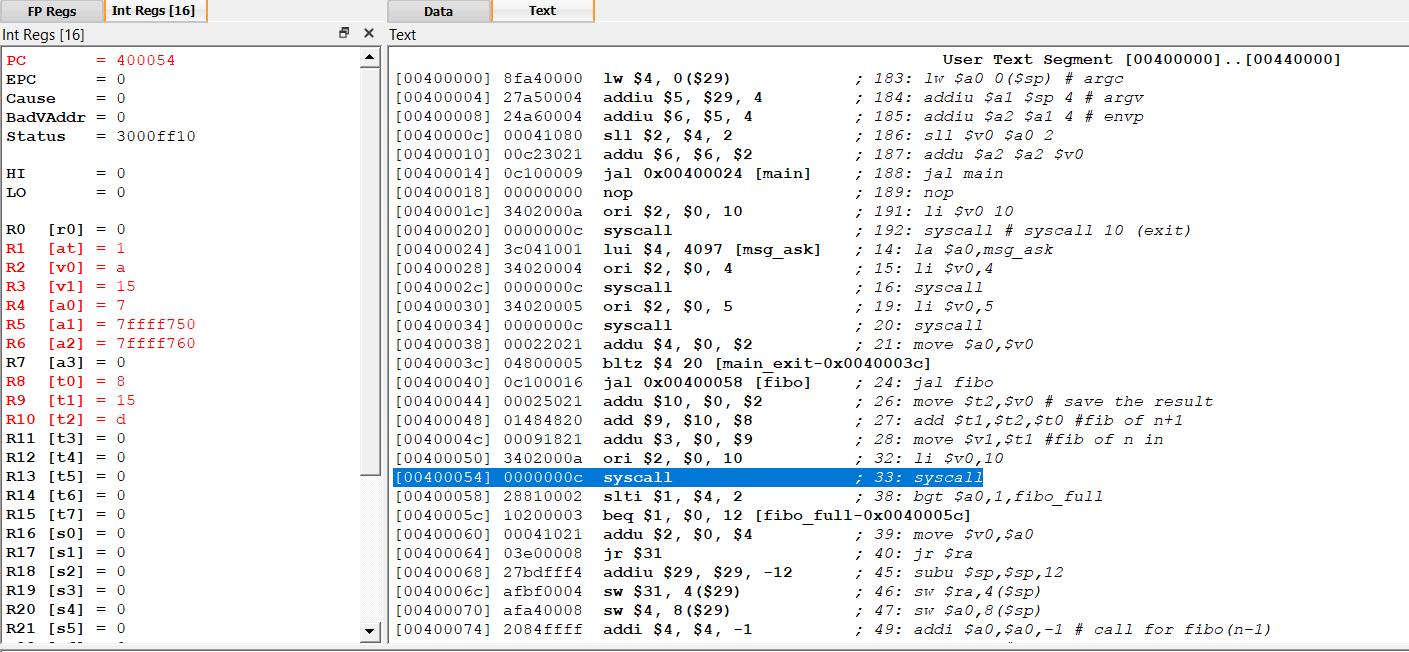 FP Regs
Int Regs [16]
Data
Text
Int Regs [16]
PC = 400054
EPC = 0
Cause = 0
BadVAddr = 0
Status = 3000ff10
HI = 0
LO = 0
R0 [r0] = 0
R1 [at] = 1
R2 [v0] = a
R3 [v1] = 15
R4 [a0] = 7
R5 [a1] = 7ffff750
R6 [a2] = 7ffff760
R7 [a3] = 0
R8 [t0] = 8
R9 [t1] = 15
R10 [t2] = d
R11 [t3] = 0
R12 [t4] = 0
R13 [t5] = 0
R14 [t6] = 0
R15 [t7] = 0
R16 [s0] = 0
R17 [s1] = 0
R18 [s2] = 0
R19 [s3] = 0
R20 [s4] = 0
R21 [s5] = 0
Text
User Text Segment [00400000]..[00440000]
[00400000] 8fa40000 lw $4, 0($29) ; 183: lw $a0 0($sp) # argc
[00400004] 27a50004 addiu $5, $29, 4 ; 184: addiu $a1 $sp 4 # argv
[00400008] 24a60004 addiu $6, $5, 4 ; 185: addiu $a2 $a1 4 # envp
[0040000c] 00041080 sll $2, $4, 2 ; 186: sll $v0 $a0 2
[00400010] 00c23021 addu $6, $6, $2 ; 187: addu $a2 $a2 $v0
[00400014] 0c100009 jal 0x00400024 [main] ; 188: jal main
[00400018] 00000000 nop ; 189: nop
[0040001c] 3402000a ori $2, $0, 10 ; 191: li $v0 10
[00400020] 0000000c syscall ; 192: syscall # syscall 10 (exit)
[00400024] 3c041001 lui $4, 4097 [msg_ask] ; 14: la $a0,msg_ask
[00400028] 34020004 ori $2, $0, 4 ; 15: li $v0,4
[0040002c] 0000000c syscall ; 16: syscall
[00400030] 34020005 ori $2, $0, 5 ; 19: li $v0,5
[00400034] 0000000c syscall ; 20: syscall
[00400038] 00022021 addu $4, $0, $2 ; 21: move $a0,$v0
[0040003c] 04800005 bltz $4 20 [main_exit-0x0040003c]
[00400040] 0c100016 jal 0x00400058 [fibo] ; 24: jal fibo
[00400044] 00025021 addu $10, $0, $2 ; 26: move $t2,$v0 # save the result
[00400048] 01484820 add $9, $10, $8 ; 27: add $t1,$t2,$t0 #fib of n+1
[0040004c] 00091821 addu $3, $0, $9 ; 28: move $v1,$t1 #fib of n in
[00400050] 3402000a ori $2, $0, 10 ; 32: li $v0,10
[00400054] 0000000c syscall ; 33: syscall
[00400058] 28810002 slti $1, $4, 2 ; 38: bgt $a0,1,fibo_full
[0040005c] 10200003 beq $1, $0, 12 [fibo_full-0x0040005c]
[00400060] 00041021 addu $2, $0, $4 ; 39: move $v0,$a0
[00400064] 03e00008 jr $31 ; 40: jr $ra
[00400068] 27bdfff4 addiu $29, $29, -12 ; 45: subu $sp,$sp,12
[0040006c] afbf0004 sw $31, 4($29) ; 46: sw $ra,4($sp)
[00400070] afa40008 sw $4, 8($29) ; 47: sw $a0,8($sp)
[00400074] 2084ffff addi $4, $4, -1 ; 49: addi $a0,$a0,-1 # call for fibo(n-1)